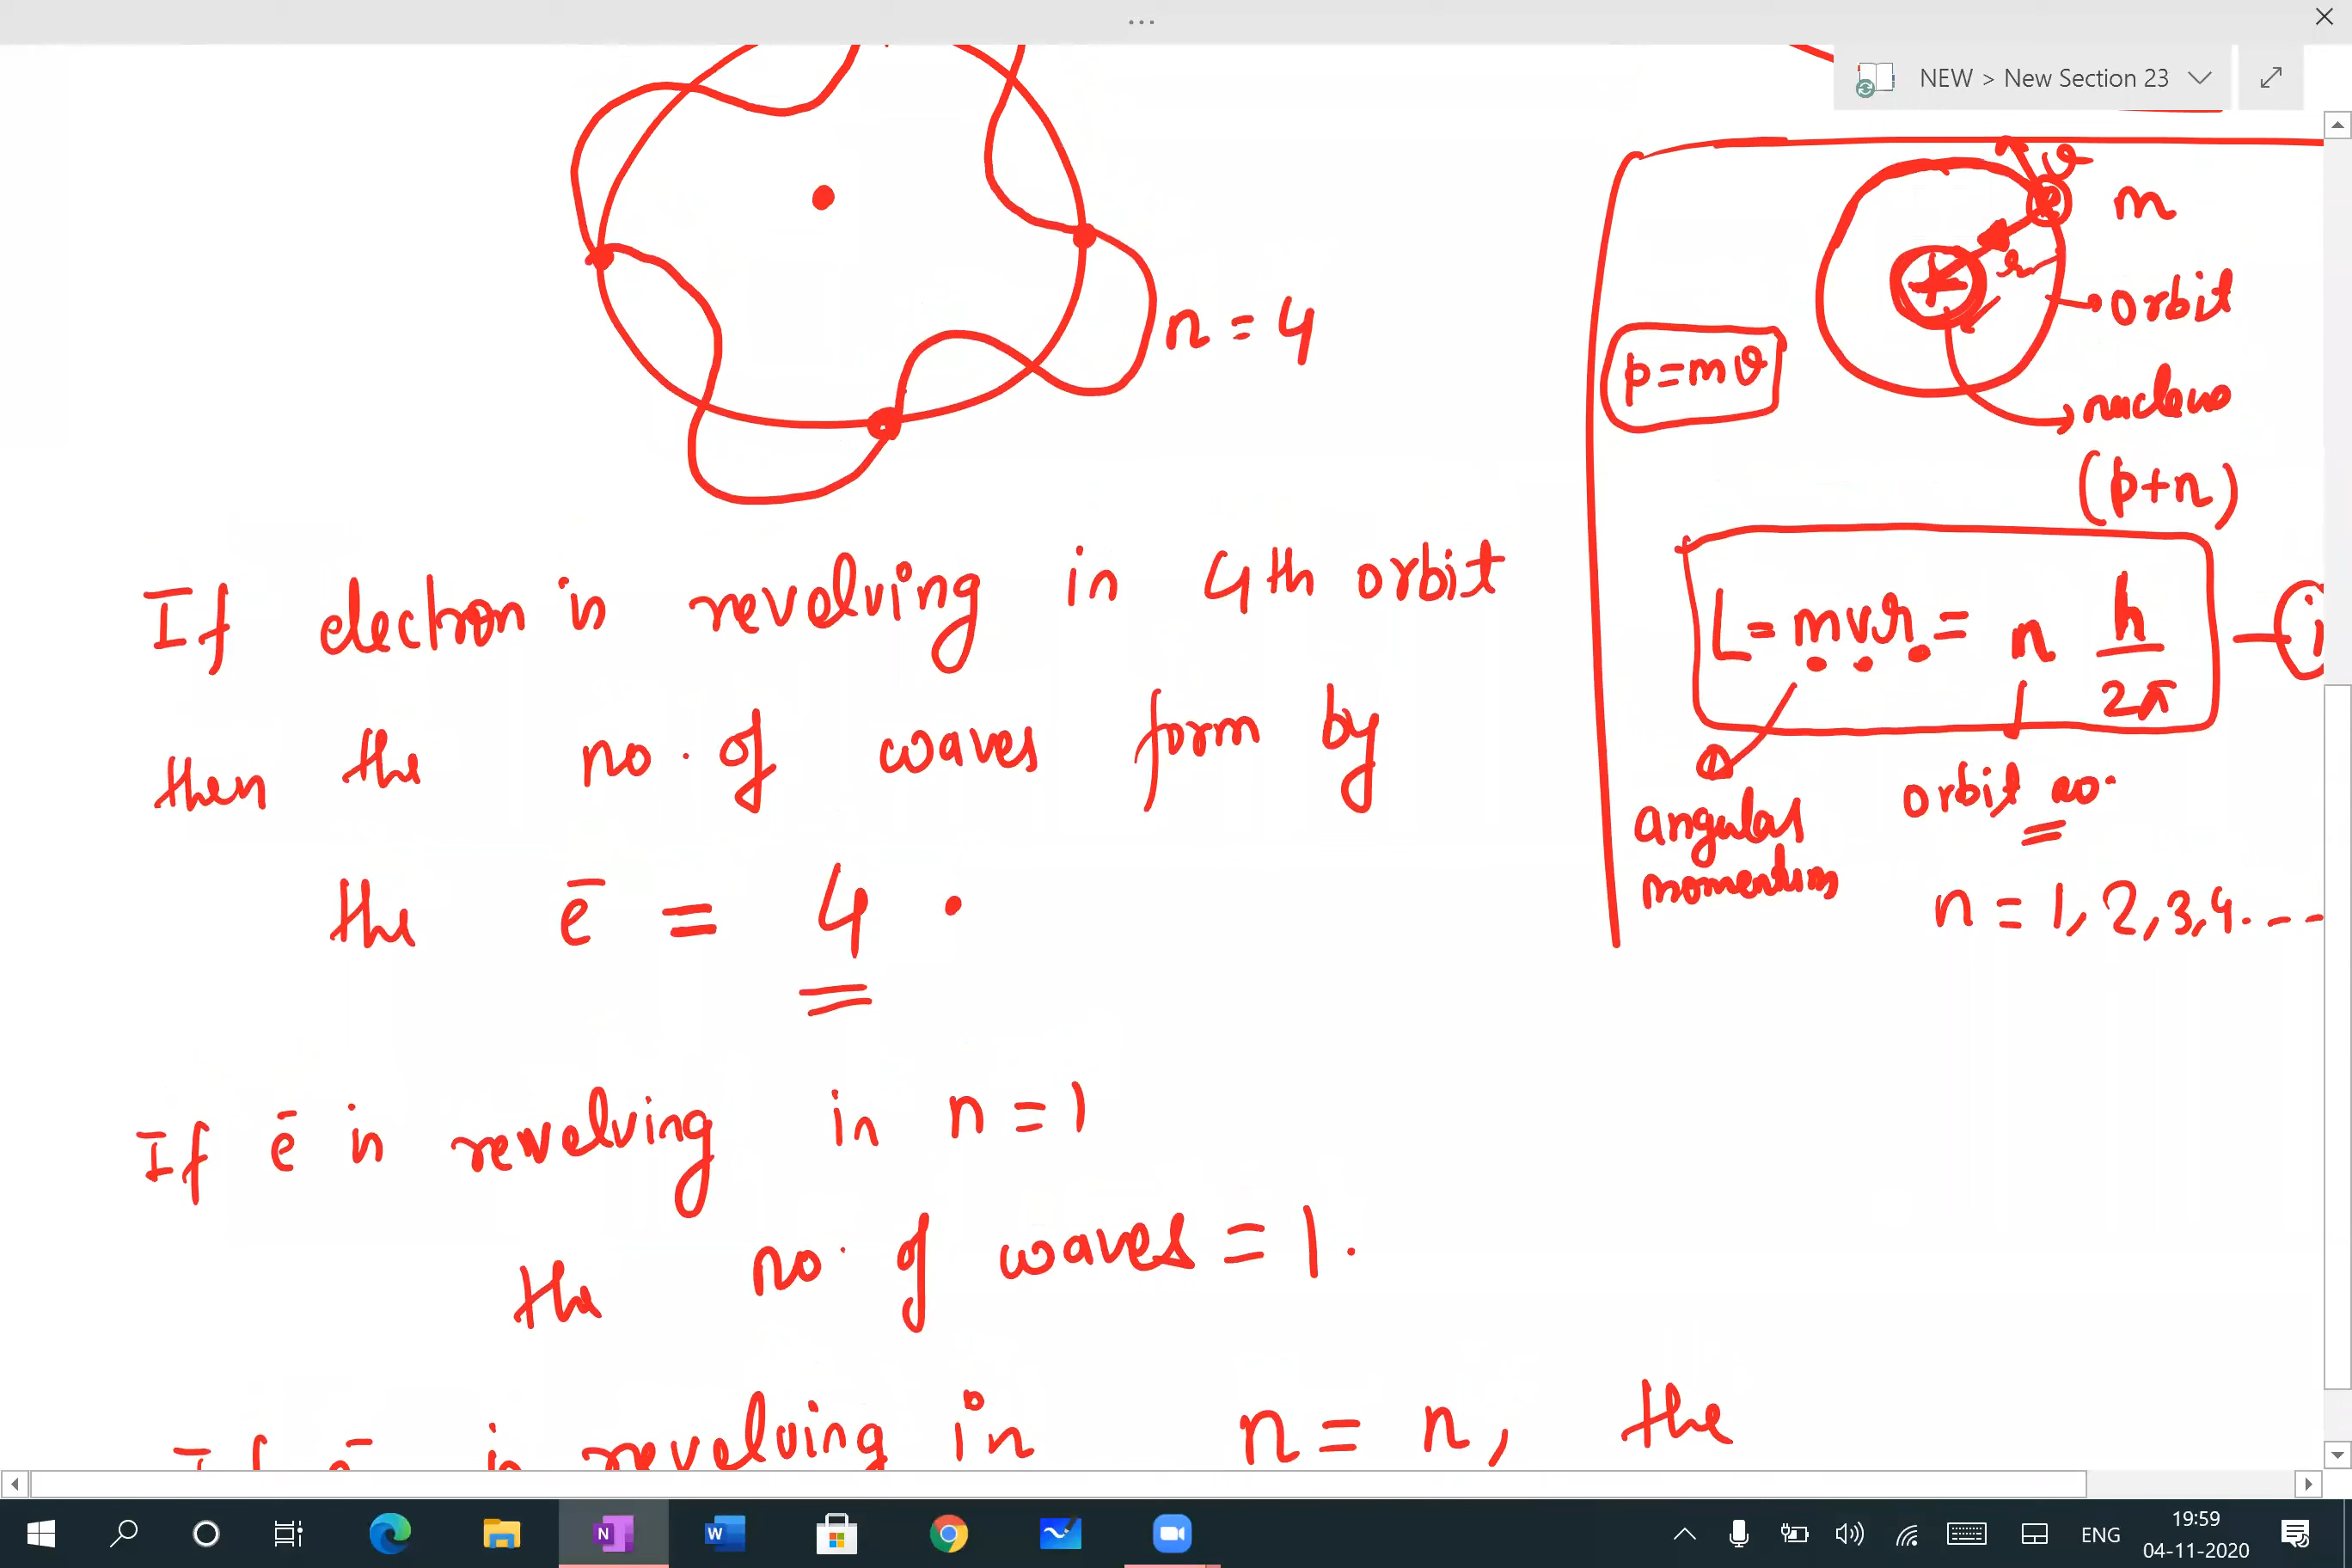 NEW > New Section 23
n = 4
If electron is revolving in 4th orbit
then the no. of waves form by
the e̅ = 4 .
If e̅ is revolving in n = 1
the no. of waves = 1.
If e̅ is revolving in n = n, the
v
m
r
orbit
p = mv
nucleus
(p+n)
L = mvr = n h/2π — (i
angular
momentum
orbit no.
n = 1, 2, 3, 4 . - - -
N
W
ENG
19:59
04-11-2020